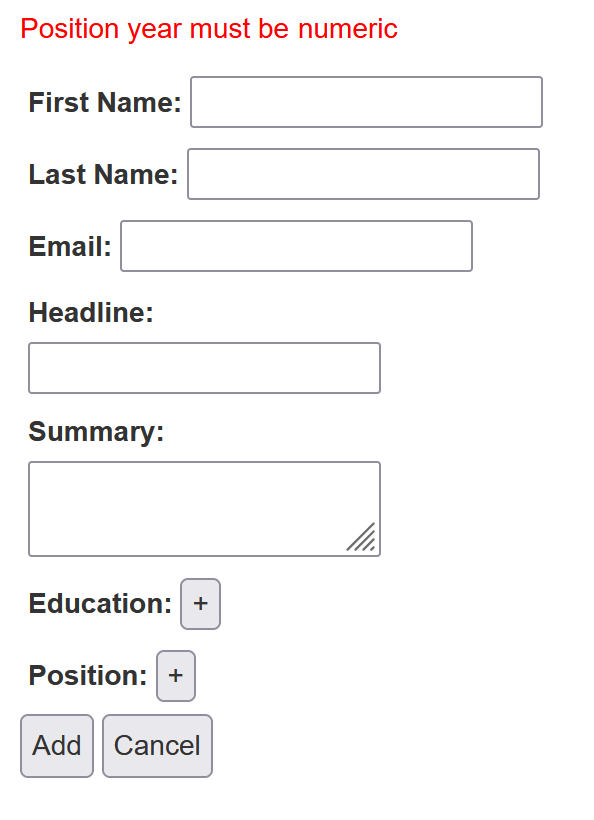 Position year must be numeric
First Name:
Last Name:
Email:
Headline:
Summary:
Education: +
Position: +
Add Cancel